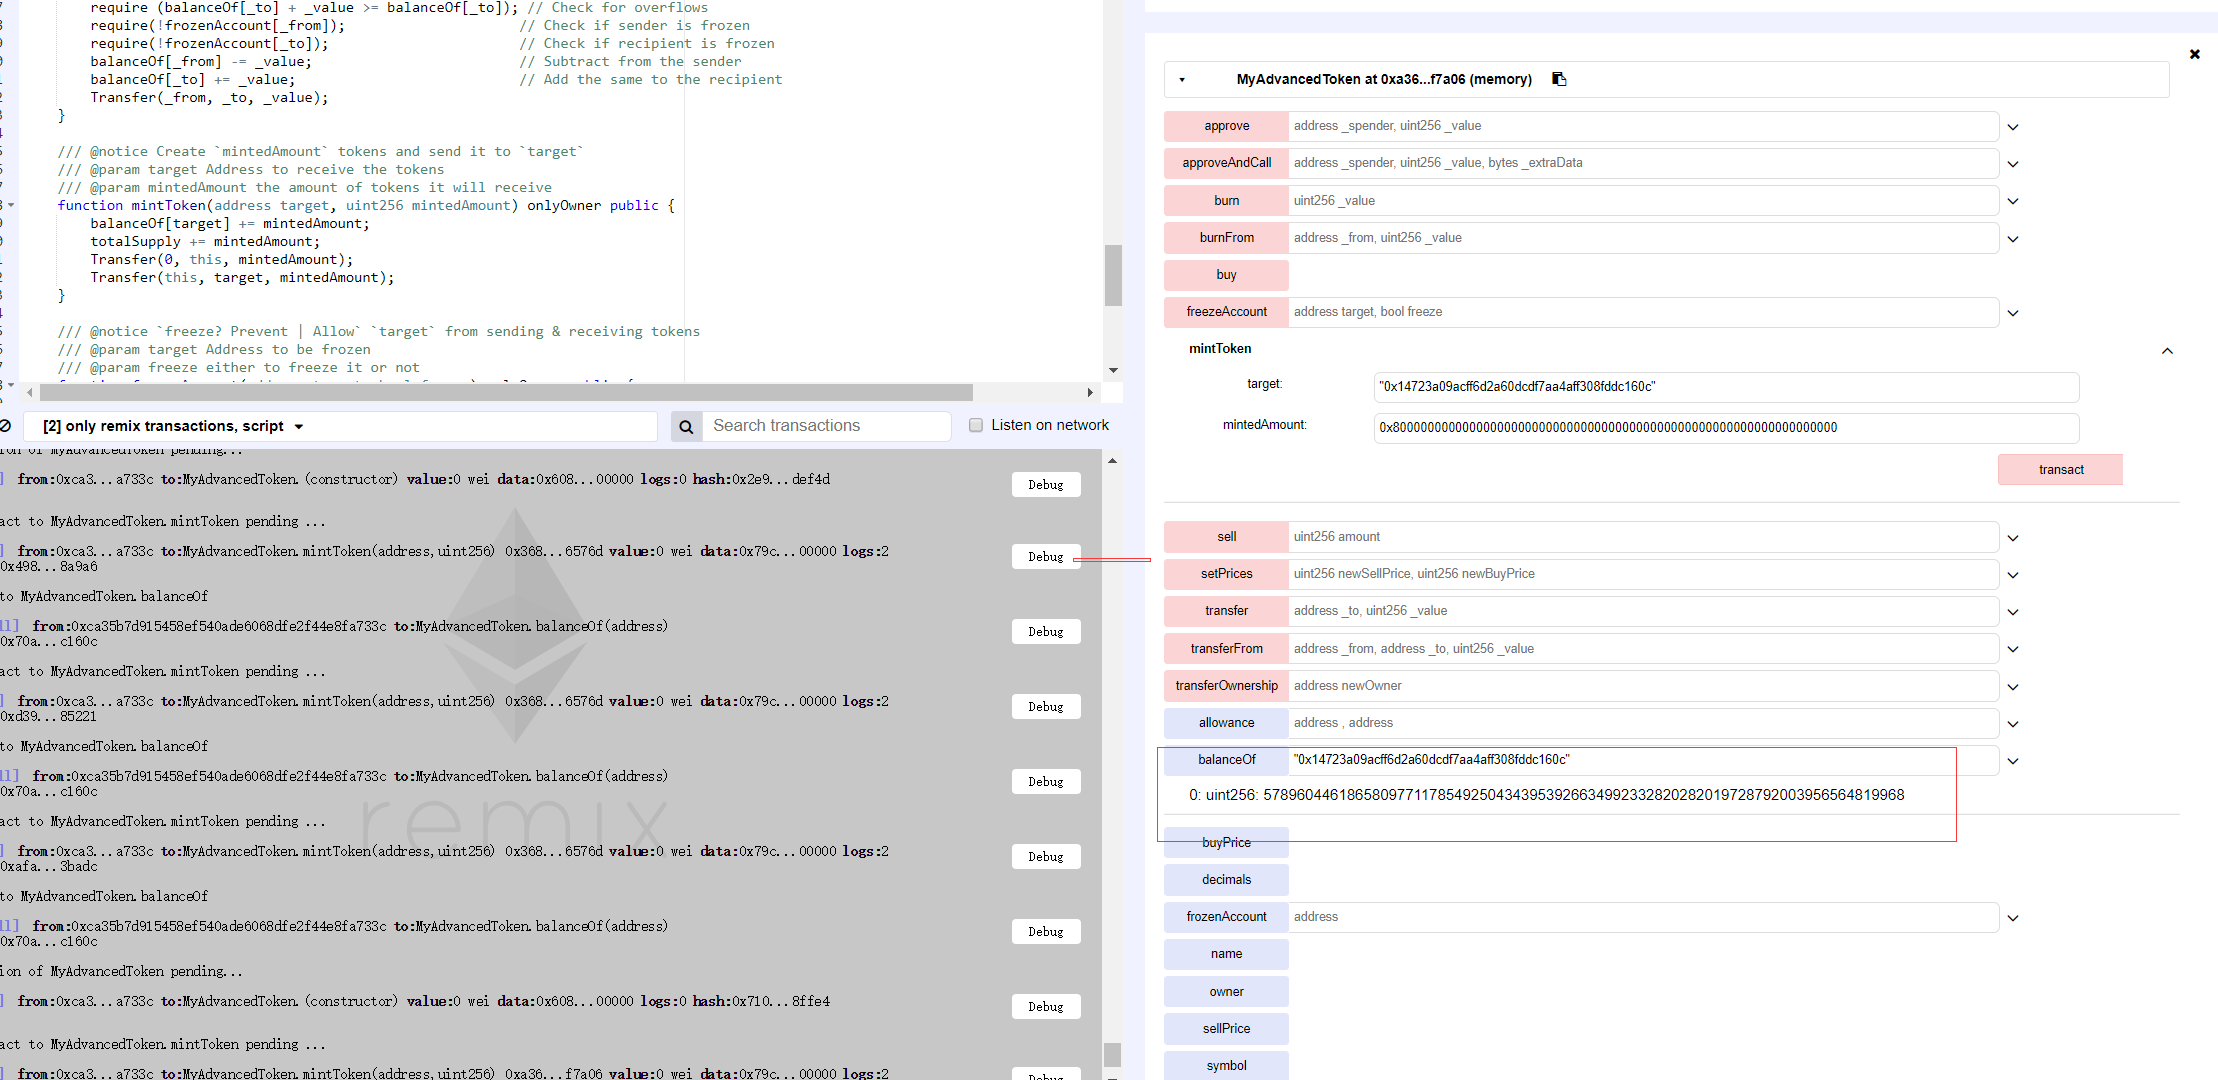 require (balanceOf[_to] + _value >= balanceOf[_to]); // Check for overflows
require(!frozenAccount[_from]); // Check if sender is frozen
require(!frozenAccount[_to]); // Check if recipient is frozen
balanceOf[_from] -= _value; // Subtract from the sender
balanceOf[_to] += _value; // Add the same to the recipient
Transfer(_from, _to, _value);
}
/// @notice Create `mintedAmount` tokens and send it to `target`
/// @param target Address to receive the tokens
/// @param mintedAmount the amount of tokens it will receive
function mintToken(address target, uint256 mintedAmount) onlyOwner public {
balanceOf[target] += mintedAmount;
totalSupply += mintedAmount;
Transfer(0, this, mintedAmount);
Transfer(this, target, mintedAmount);
}
/// @notice `freeze? Prevent | Allow` `target` from sending & receiving tokens
/// @param target Address to be frozen
/// @param freeze either to freeze it or not
[2] only remix transactions, script
Search transactions
Listen on network
ion of MyAdvancedToken pending...
] from:0xca3...a733c to:MyAdvancedToken.(constructor) value:0 wei data:0x608...00000 logs:0 hash:0x2e9...def4d
Debug
act to MyAdvancedToken.mintToken pending ...
] from:0xca3...a733c to:MyAdvancedToken.mintToken(address,uint256) 0x368...6576d value:0 wei data:0x79c...00000 logs:2
0x498...8a9a6
Debug
to MyAdvancedToken.balanceOf
ll] from:0xca35b7d915458ef540ade6068dfe2f44e8fa733c to:MyAdvancedToken.balanceOf(address)
0x70a...c160c
Debug
act to MyAdvancedToken.mintToken pending ...
] from:0xca3...a733c to:MyAdvancedToken.mintToken(address,uint256) 0x368...6576d value:0 wei data:0x79c...00000 logs:2
0xd39...85221
Debug
to MyAdvancedToken.balanceOf
ll] from:0xca35b7d915458ef540ade6068dfe2f44e8fa733c to:MyAdvancedToken.balanceOf(address)
0x70a...c160c
Debug
remix
act to MyAdvancedToken.mintToken pending ...
] from:0xca3...a733c to:MyAdvancedToken.mintToken(address,uint256) 0x368...6576d value:0 wei data:0x79c...00000 logs:2
0xafa...3badc
Debug
to MyAdvancedToken.balanceOf
ll] from:0xca35b7d915458ef540ade6068dfe2f44e8fa733c to:MyAdvancedToken.balanceOf(address)
0x70a...c160c
Debug
ion of MyAdvancedToken pending...
] from:0xca3...a733c to:MyAdvancedToken.(constructor) value:0 wei data:0x608...00000 logs:0 hash:0x710...8ffe4
Debug
act to MyAdvancedToken.mintToken pending ...
] from:0xca3...a733c to:MyAdvancedToken.mintToken(address,uint256) 0xa36...f7a06 value:0 wei data:0x79c...00000 logs:2
Debug
MyAdvancedToken at 0xa36...f7a06 (memory)
approve address _spender, uint256 _value
approveAndCall address _spender, uint256 _value, bytes _extraData
burn uint256 _value
burnFrom address _from, uint256 _value
buy
freezeAccount address target, bool freeze
mintToken
target: "0x14723a09acff6d2a60dcdf7aa4aff308fddc160c"
mintedAmount:
transact
sell uint256 amount
setPrices uint256 newSellPrice, uint256 newBuyPrice
transfer address _to, uint256 _value
transferFrom address _from, address _to, uint256 _value
transferOwnership address newOwner
allowance address , address
balanceOf "0x14723a09acff6d2a60dcdf7aa4aff308fddc160c"
0: uint256: 57896044618658097711785492504343953926634992332820282019728792003956564819968
buyPrice
decimals
frozenAccount address
name
owner
sellPrice
symbol